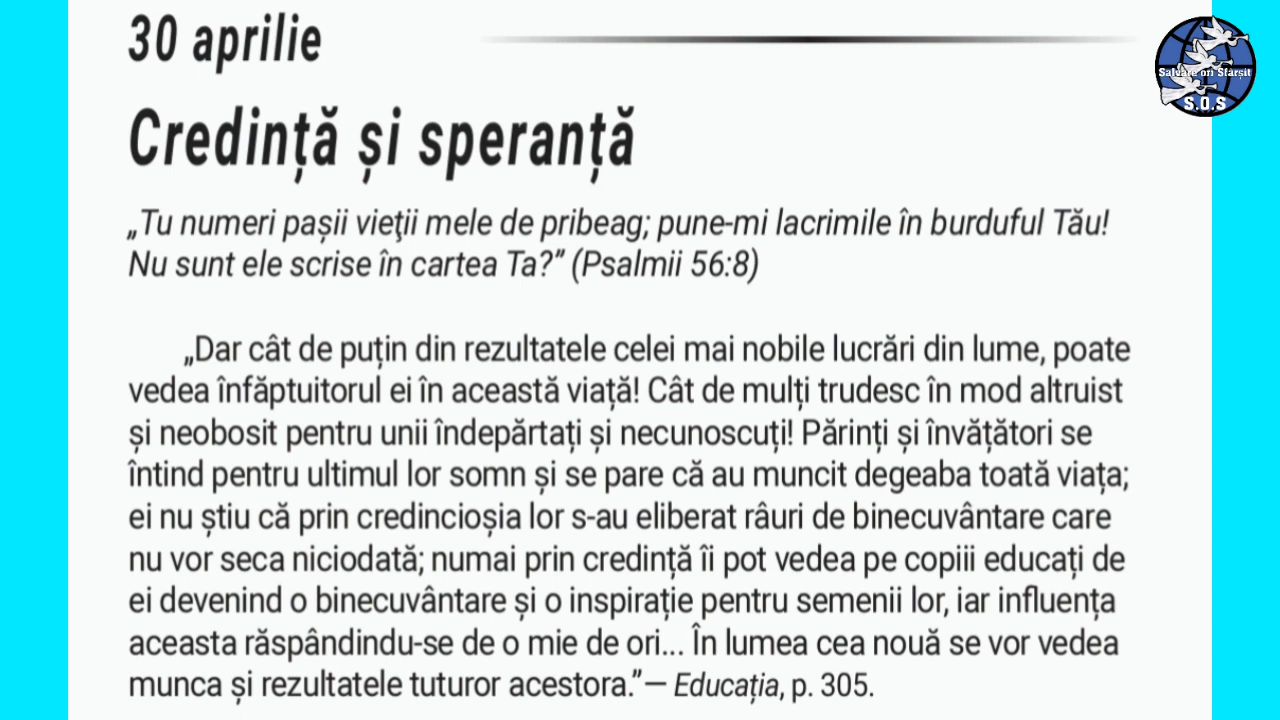 30 aprilie
Credință și speranță
„Tu numeri pașii vieţii mele de pribeag; pune-mi lacrimile în burduful Tău!
Nu sunt ele scrise în cartea Ta?” (Psalmii 56:8)
„Dar cât de puțin din rezultatele celei mai nobile lucrări din lume, poate
vedea înfăptuitorul ei în această viață! Cât de mulți trudesc în mod altruist
și neobosit pentru unii îndepărtați și necunoscuți! Părinți și învățători se
întind pentru ultimul lor somn și se pare că au muncit degeaba toată viața;
ei nu știu că prin credincioșia lor s-au eliberat râuri de binecuvântare care
nu vor seca niciodată; numai prin credință îi pot vedea pe copiii educați de
ei devenind o binecuvântare și o inspirație pentru semenii lor, iar influența
aceasta răspândindu-se de o mie de ori... În lumea cea nouă se vor vedea
munca și rezultatele tuturor acestora.”— Educația, p. 305.
Salvare ori Sfârșit
S.O.S